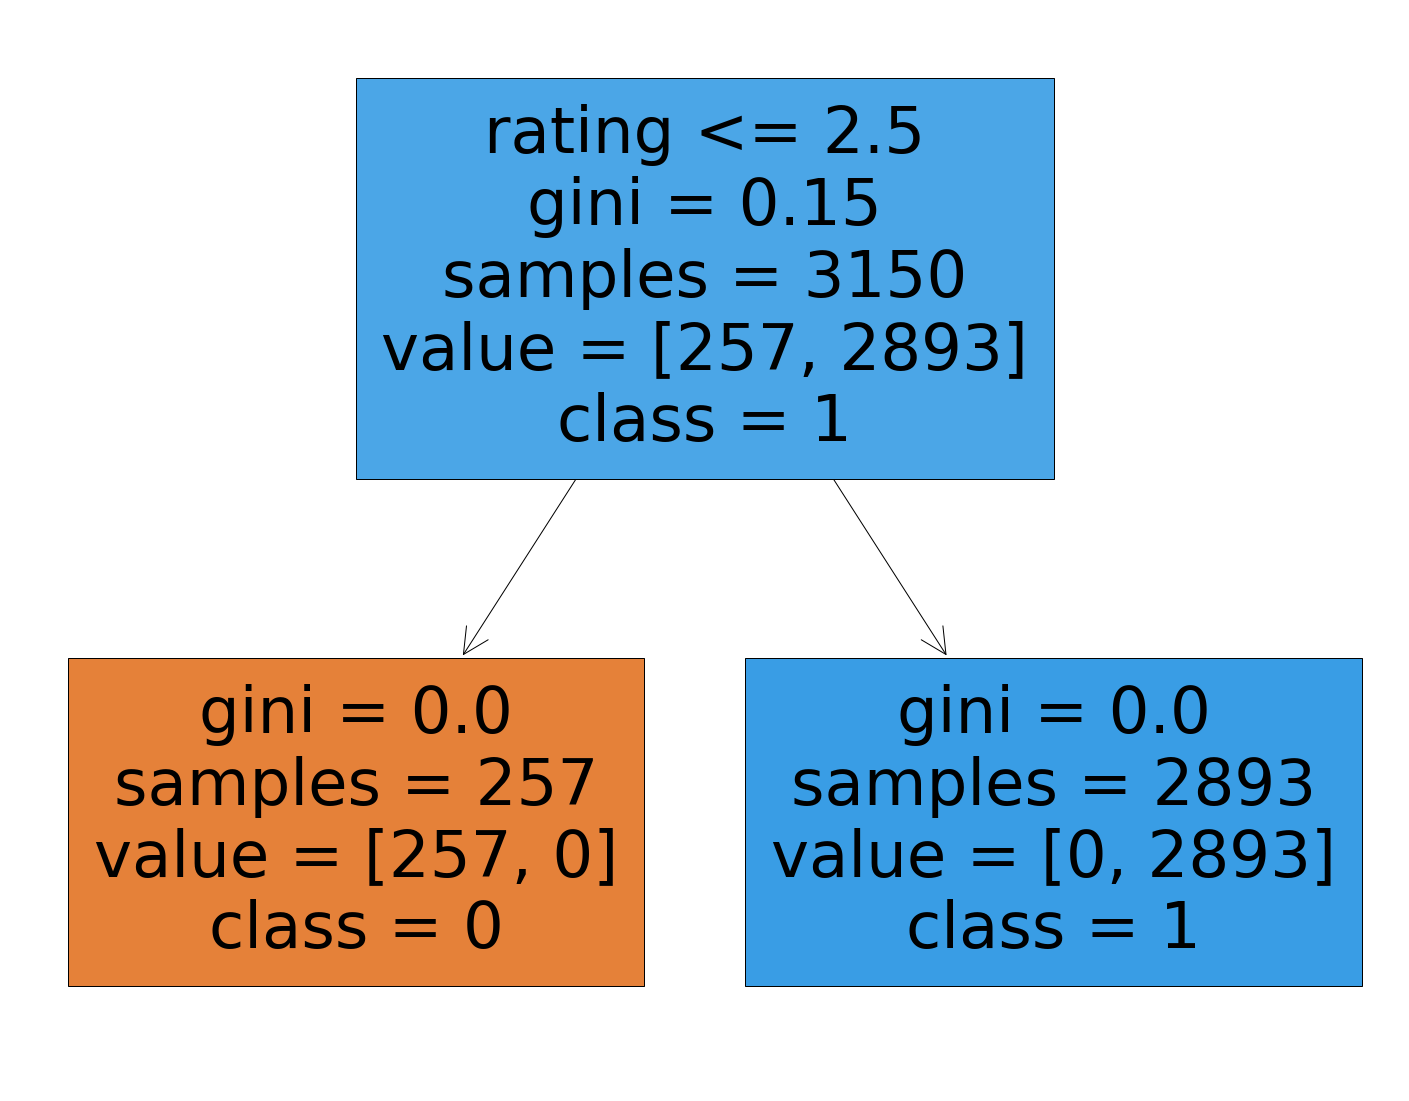 rating <= 2.5
gini = 0.15
samples = 3150
value = [257, 2893]
class = 1
gini = 0.0
samples = 257
value = [257, 0]
class = 0
gini = 0.0
samples = 2893
value = [0, 2893]
class = 1